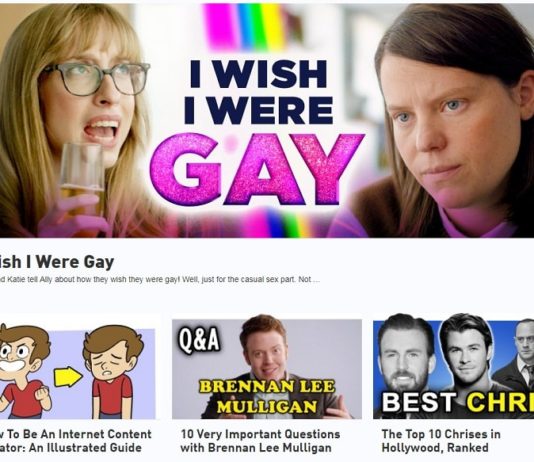 I WISH
I WERE
GAY
ish I Were Gay
nd Katie tell Ally about how they wish they were gay! Well, just for the casual sex part. Not ...
Q&A
BRENNAN LEE
MULLIGAN
BEST CHRI
w To Be An Internet Content
ator: An Illustrated Guide
10 Very Important Questions
with Brennan Lee Mulligan
The Top 10 Chrises in
Hollywood, Ranked